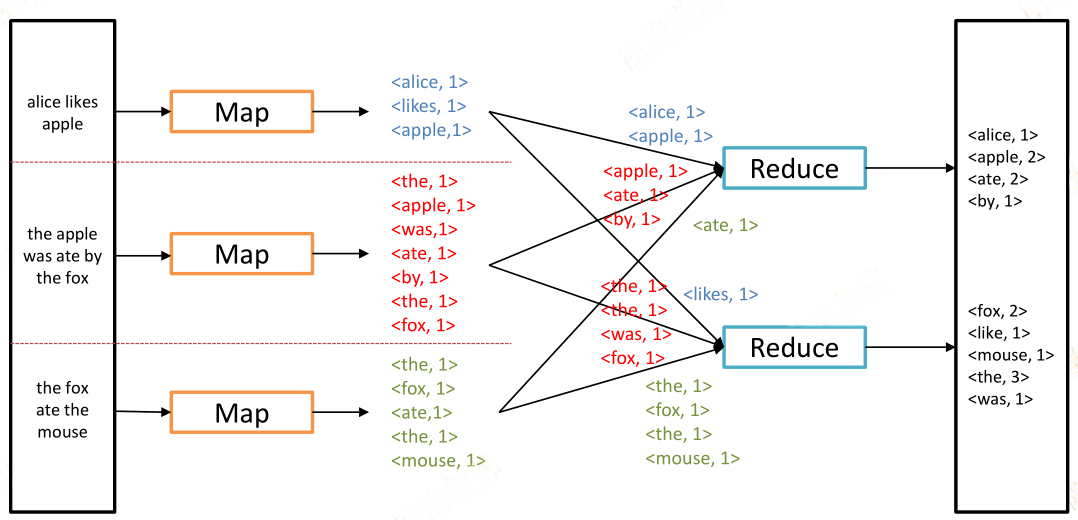 alice likes
apple
Map
<alice, 1>
<likes, 1>
<apple,1>
the apple
was ate by
the fox
Map
<the, 1>
<apple, 1>
<was,1>
<ate, 1>
<by, 1>
<the, 1>
<fox, 1>
the fox
ate the
mouse
Map
<the, 1>
<fox, 1>
<ate,1>
<the, 1>
<mouse, 1>
<alice, 1>
<apple, 1>
<apple, 1>
<ate, 1>
<by, 1>
<ate, 1>
Reduce
<likes, 1>
<the, 1>
<the, 1>
<was, 1>
<fox, 1>
<the, 1>
<fox, 1>
<the, 1>
<mouse, 1>
Reduce
<alice, 1>
<apple, 2>
<ate, 2>
<by, 1>
<fox, 2>
<like, 1>
<mouse, 1>
<the, 3>
<was, 1>